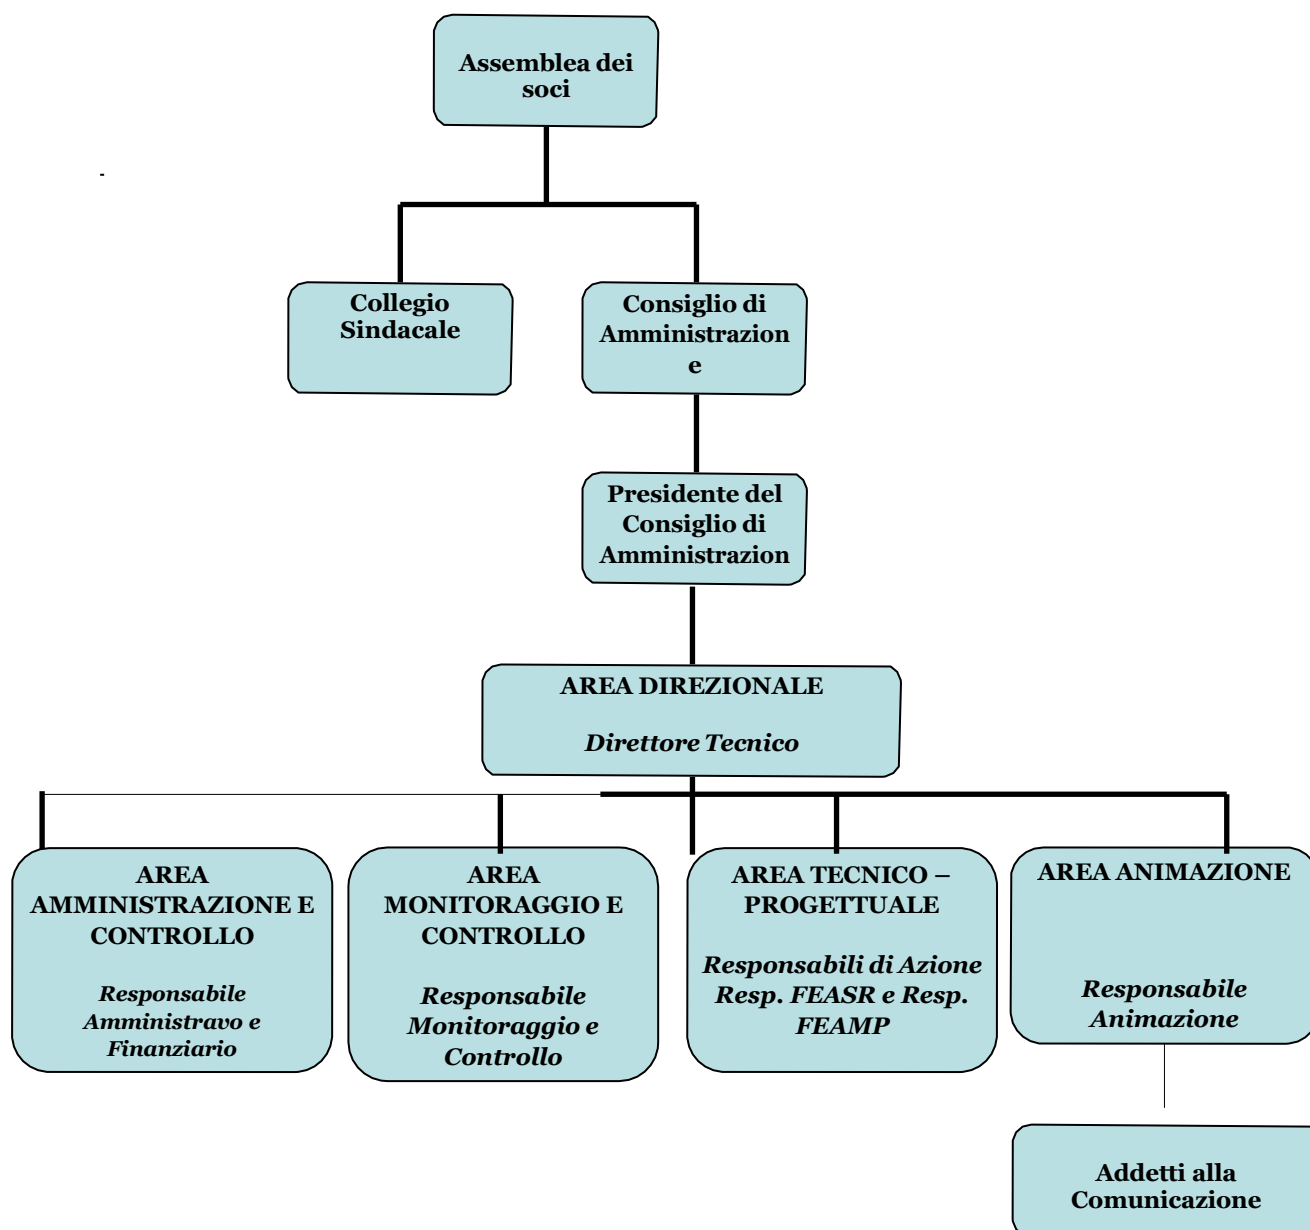 Assemblea dei
soci
-
Collegio
Sindacale
Consiglio di
Amministrazion
e
Presidente del
Consiglio di
Amministrazion
AREA DIREZIONALE
Direttore Tecnico
AREA
AMMINISTRAZIONE E
CONTROLLO
Responsabile
Amministravo e
Finanziario
AREA
MONITORAGGIO E
CONTROLLO
Responsabile
Monitoraggio e
Controllo
AREA TECNICO –
PROGETTUALE
Responsabili di Azione
Resp. FEASR e Resp.
FEAMP
AREA ANIMAZIONE
Responsabile
Animazione
Addetti alla
Comunicazione